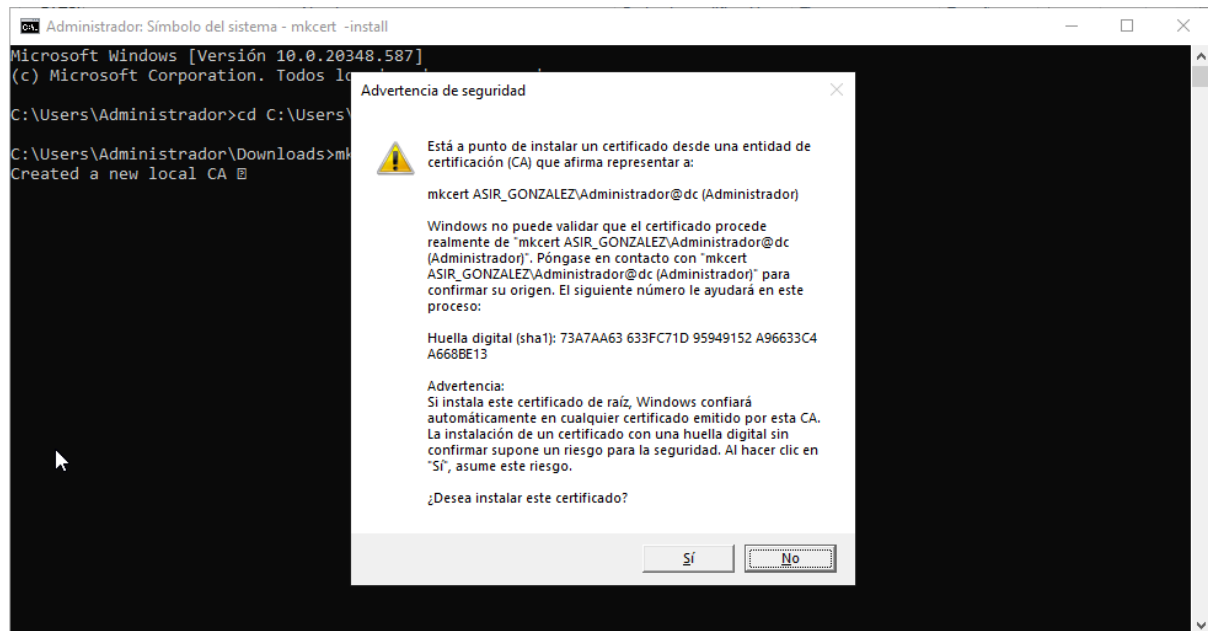 Administrador: Símbolo del sistema - mkcert -install
Microsoft Windows [Versión 10.0.20348.587]
(c) Microsoft Corporation. Todos
C:\Users\Administrador>cd C:\Users\
C:\Users\Administrador\Downloads>mk
Created a new local CA
Advertencia de seguridad
Está a punto de instalar un certificado desde una entidad de
certificación (CA) que afirma representar a:
mkcert ASIR_GONZALEZ\Administrador@dc (Administrador)
Windows no puede validar que el certificado procede
realmente de "mkcert ASIR_GONZALEZ\Administrador@dc
(Administrador)". Póngase en contacto con "mkcert
ASIR_GONZALEZ\Administrador@dc (Administrador)" para
confirmar su origen. El siguiente número le ayudará en este
proceso:
Huella digital (sha1): 73A7AA63 633FC71D 95949152 A96633C4
A668BE13
Advertencia:
Si instala este certificado de raíz, Windows confiará
automáticamente en cualquier certificado emitido por esta CA.
La instalación de un certificado con una huella digital sin
confirmar supone un riesgo para la seguridad. Al hacer clic en
"Sí", asume este riesgo.
¿Desea instalar este certificado?
Sí
No